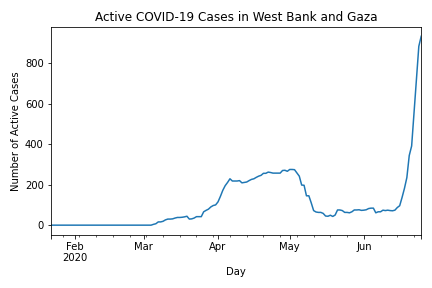 Active COVID-19 Cases in West Bank and Gaza
Number of Active Cases
800
600
400
200
0
Feb
2020
Mar
Apr
May
Jun
Day